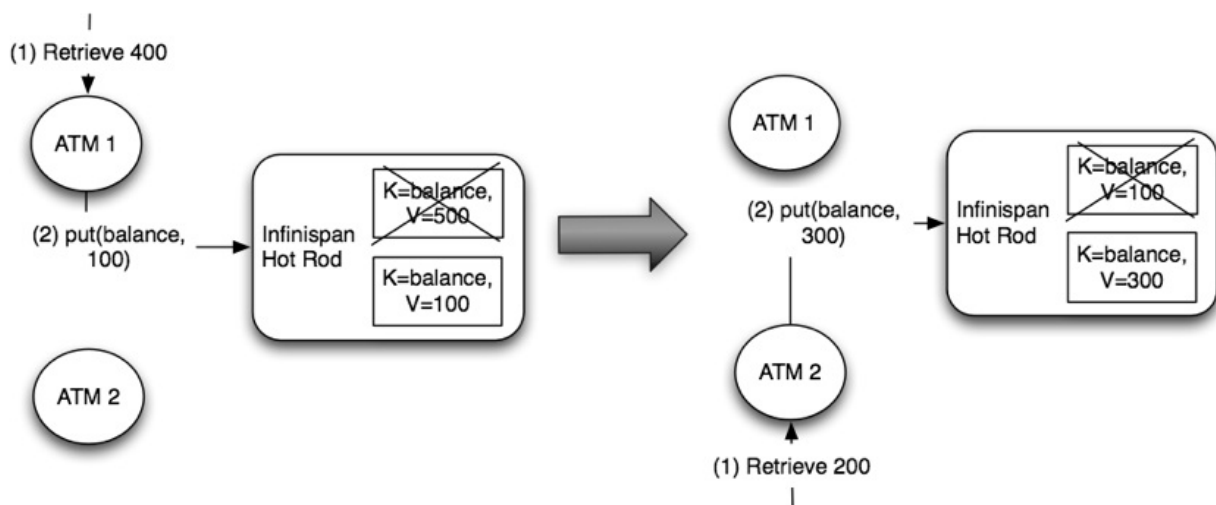 (1) Retrieve 400
ATM 1
(2) put(balance,
100)
Infinispan
Hot Rod
K=balance,
V=500
K=balance,
V=100
ATM 2
ATM 1
(2) put(balance,
300)
Infinispan
Hot Rod
K=balance,
V=100
K=balance,
V=300
ATM 2
(1) Retrieve 200